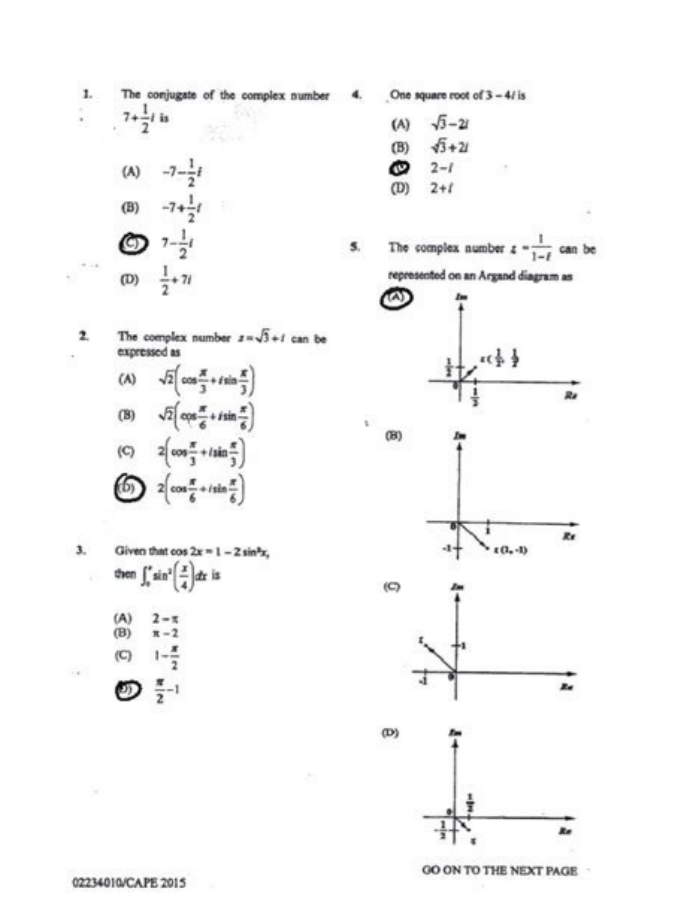 1. The conjugate of the complex number
7+1/2 i is
(A) -7-1/2 i
(B) -7+1/2 i
(C) 7-1/2 i
(D) 1/2+7i
2. The complex number z=√3+i can be
expressed as
(A) √2(cos π/3 + i sin π/3)
(B) √2(cos π/6 + i sin π/6)
(C) 2(cos π/3 + i sin π/3)
(D) 2(cos π/6 + i sin π/6)
3. Given that cos 2x = 1 – 2 sin²x,
then ∫₀ sin²(x/4)dx is
(A) 2 – π
(B) π – 2
(C) 1-π/2
(D) π/2-1
4. One square root of 3 – 4i is
(A) √3-2i
(B) √3+2i
2-i
(D) 2+i
5. The complex number z = 1/1-i can be
represented on an Argand diagram as
(A)
Im
1/2
z(1/2, 1/2)
0
1/2
Re
(B)
Im
0
1
Re
-1
z(1, -1)
(C)
Im
z
1
-1
0
Re
(D)
Im
0
1/2
-1/2
Re
z
GO ON TO THE NEXT PAGE
02234010/CAPE 2015